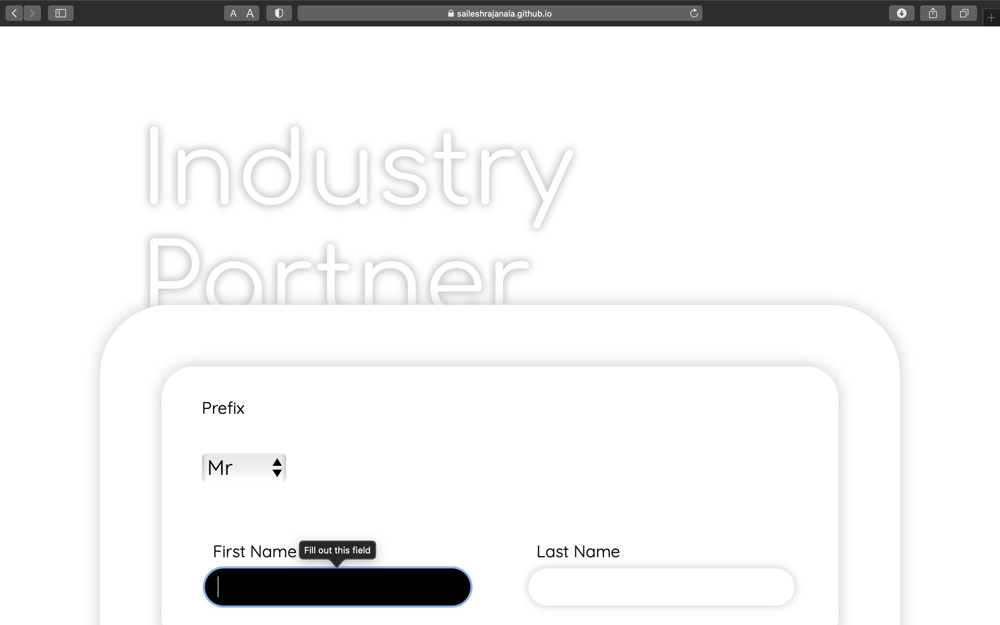 A A saileshrajanala.github.io
Industry
Partner
Prefix
Mr
First Name Fill out this field Last Name